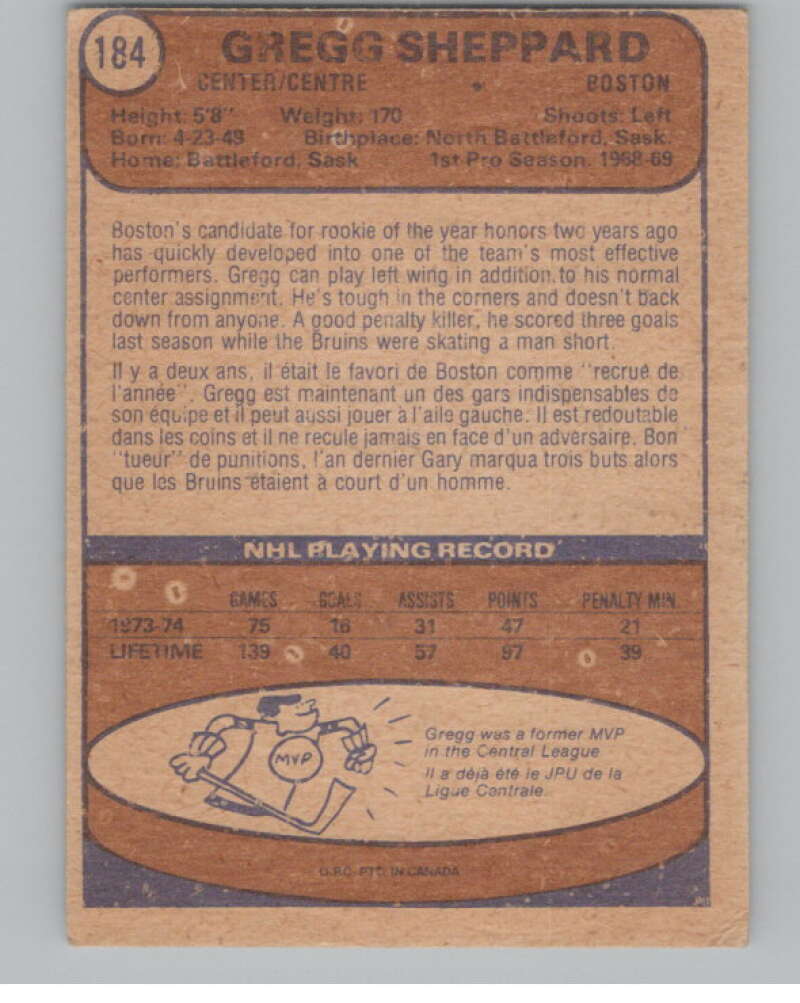 184
GREGG SHEPPARD
CENTER/CENTRE • BOSTON
Height: 5'8" Weight: 170 Shoots: Left
Born: 4-23-49 Birthplace: North Battleford, Sask.
Home: Battleford, Sask 1st Pro Season. 1968-69
Boston's candidate for rookie of the year honors two years ago
has quickly developed into one of the team's most effective
performers. Gregg can play left wing in addition to his normal
center assignment. He's tough in the corners and doesn't back
down from anyone. A good penalty killer, he scored three goals
last season while the Bruins were skating a man short.
Il y a deux ans, il était le favori de Boston comme "recrue de
l'année". Gregg est maintenant un des gars indispensables de
son équipe et il peut aussi jouer à l'aile gauche. Il est redoutable
dans les coins et il ne recule jamais en face d'un adversaire. Bon
"tueur" de punitions, l'an dernier Gary marqua trois buts alors
que les Bruins étaient à court d'un homme.
NHL PLAYING RECORD
GAMES GOALS ASSISTS POINTS PENALTY MIN.
1973-74 75 16 31 47 21
LIFETIME 139 40 57 97 39
MVP
Gregg was a former MVP
in the Central League
Il a déjà été le JPU de la
Ligue Centrale.
O.P.C. PTD. IN CANADA